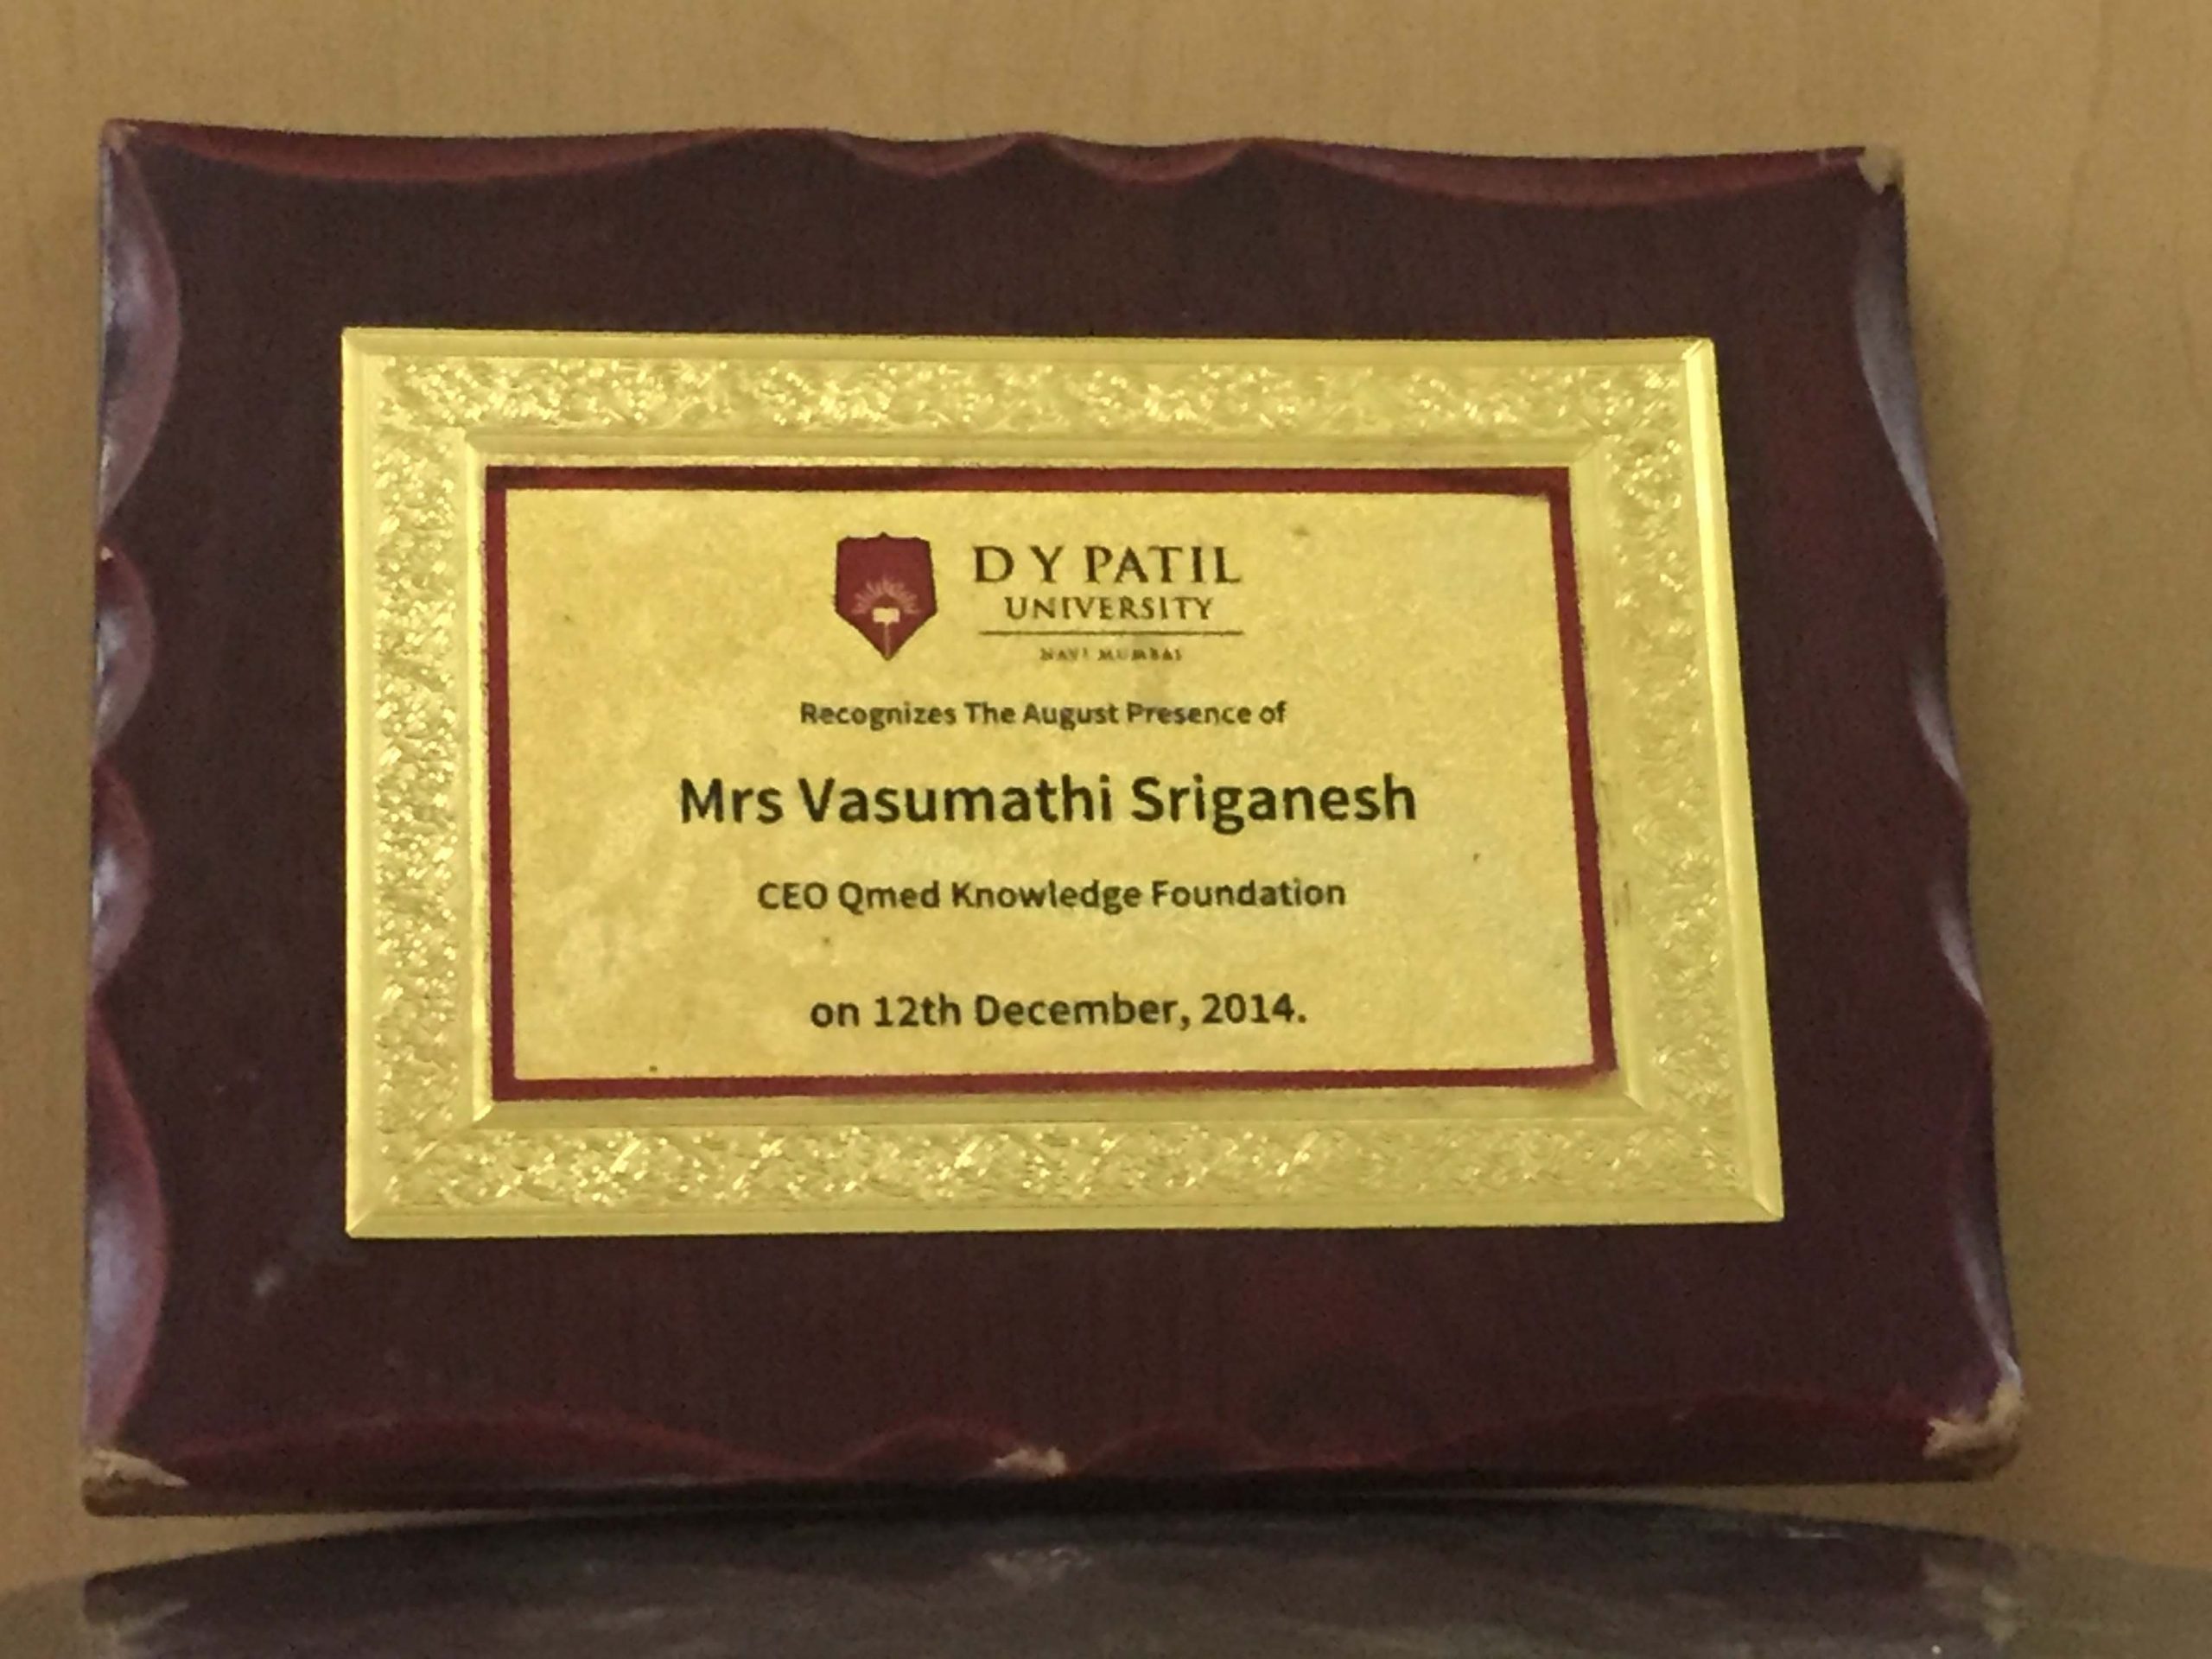 D Y PATIL
UNIVERSITY
NAVI MUMBAI
Recognizes The August Presence of
Mrs Vasumathi Sriganesh
CEO Qmed Knowledge Foundation
on 12th December, 2014.